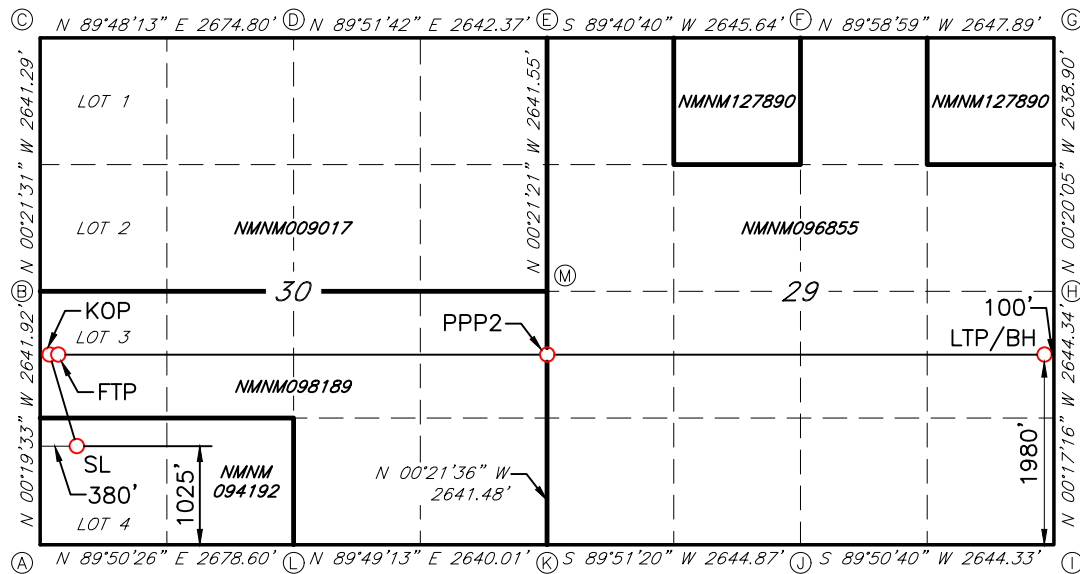 C N 89°48'13" E 2674.80' D N 89°51'42" E 2642.37' E S 89°40'40" W 2645.64' F N 89°58'59" W 2647.89' G
N 00°21'31" W 2641.29'
LOT 1
N 00°21'21" W 2641.55'
NMNM127890
NMNM127890
N 00°20'05" W 2638.90'
LOT 2
NMNM009017
NMNM096855
B
30
M
29
H
KOP
LOT 3
PPP2
100'
LTP/BH
FTP
NMNM098189
N 00°19'33" W 2641.92'
SL
380'
1025'
NMNM
094192
N 00°21'36" W
2641.48'
1980'
N 00°17'16" W 2644.34'
LOT 4
A N 89°50'26" E 2678.60' L N 89°49'13" E 2640.01' K S 89°51'20" W 2645.87' J S 89°50'40" W 2644.33' I